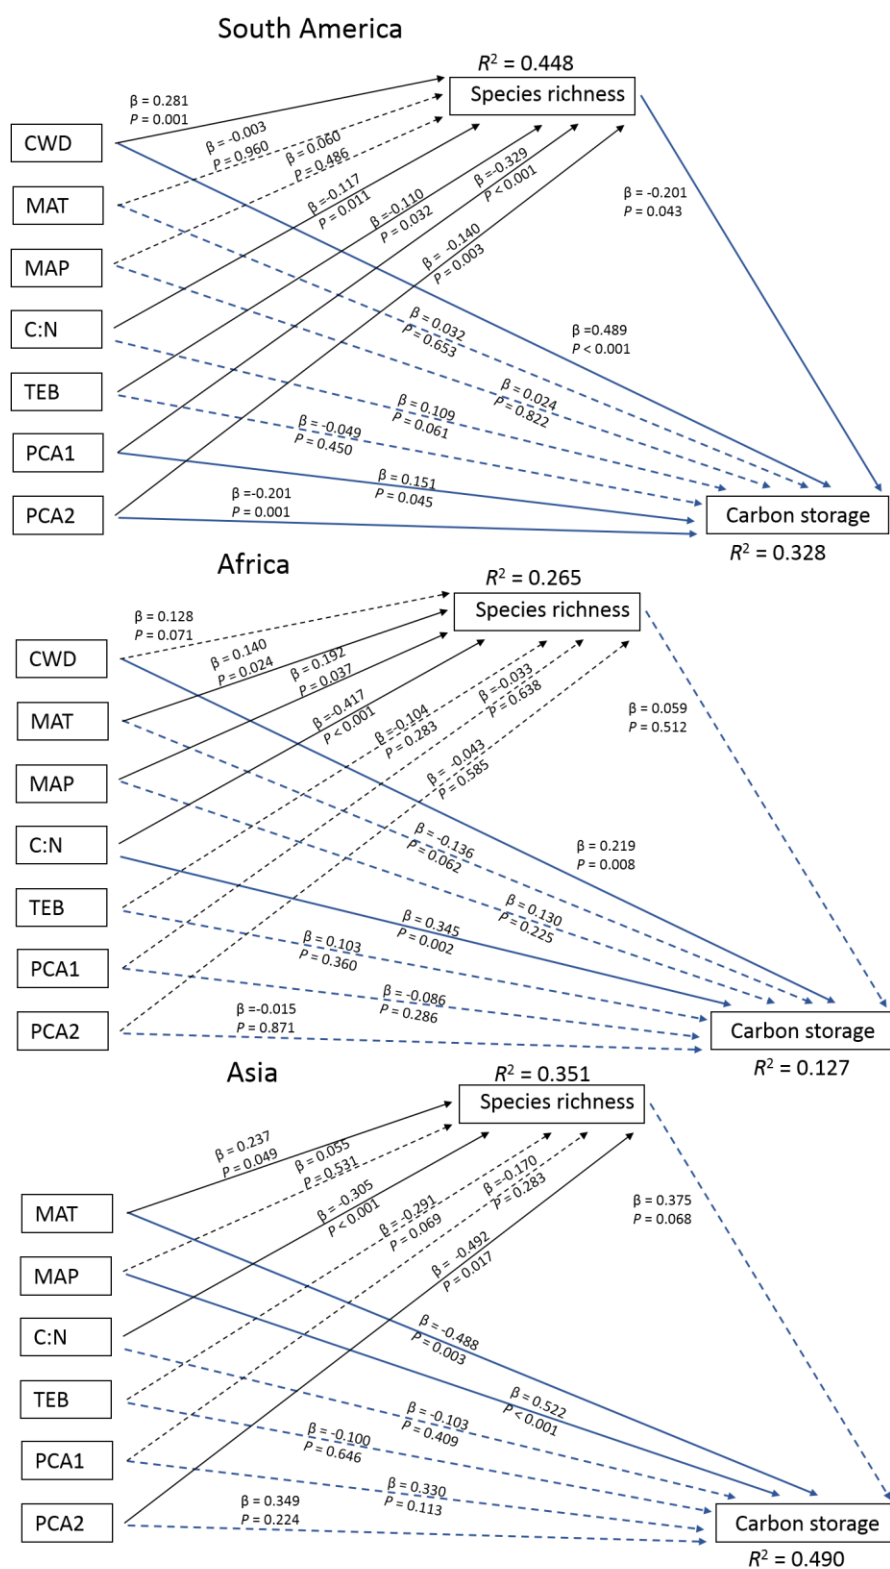 South America
R² = 0.448
Species richness
β = 0.281
P = 0.001
β = -0.003
P = 0.960
β = 0.060
P = 0.486
CWD
β =-0.117
P = 0.011
β =-0.110
P = 0.032
β =-0.329
P < 0.001
β = -0.140
P = 0.003
β = -0.201
P = 0.043
MAT
MAP
C:N
β = 0.032
P = 0.653
β =0.489
P < 0.001
TEB
β = 0.024
P = 0.822
β = 0.109
P = 0.061
β = -0.049
P = 0.450
PCA1
β = 0.151
P = 0.045
β =-0.201
P = 0.001
PCA2
Carbon storage
R² = 0.328
Africa
R² = 0.265
Species richness
β = 0.128
P = 0.071
β = 0.140
P = 0.024
β = 0.192
P = 0.037
CWD
β =-0.417
P < 0.001
β =-0.104
P = 0.283
β =-0.033
P = 0.638
β = -0.043
P = 0.585
β = 0.059
P = 0.512
MAT
MAP
C:N
β = -0.136
P = 0.062
β = 0.219
P = 0.008
TEB
β = 0.130
P = 0.225
β = 0.345
P = 0.002
β = 0.103
P = 0.360
PCA1
β = -0.086
P = 0.286
β =-0.015
P = 0.871
PCA2
Carbon storage
R² = 0.127
Asia
R² = 0.351
Species richness
β = 0.237
P = 0.049
β = 0.055
P = 0.531
β = -0.305
P < 0.001
β = -0.291
P = 0.069
β =-0.170
P = 0.283
β = -0.492
P = 0.017
β = 0.375
P = 0.068
MAT
MAP
C:N
β = -0.488
P = 0.003
TEB
β = 0.522
P < 0.001
β = -0.103
P = 0.409
β = -0.100
P = 0.646
PCA1
β = 0.330
P = 0.113
β = 0.349
P = 0.224
PCA2
Carbon storage
R² = 0.490